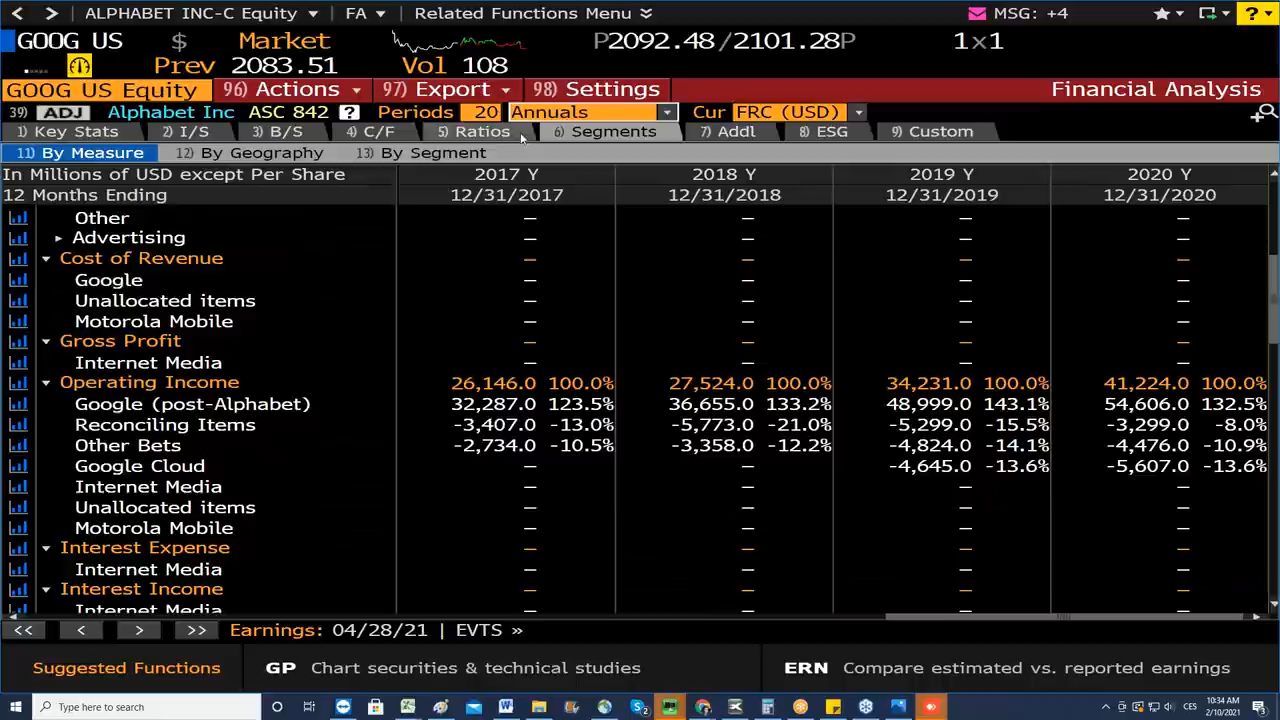 < > ALPHABET INC-C Equity FA Related Functions Menu MSG: +4 ?
GOOG US $ Market P2092.48/2101.28P 1x1
Prev 2083.51 Vol 108
GOOG US Equity 96) Actions 97) Export 98) Settings Financial Analysis
39) ADJ Alphabet Inc ASC 842 ? Periods 20 Annuals Cur FRC (USD)
1) Key Stats 2) I/S 3) B/S 4) C/F 5) Ratios 6) Segments 7) Addl 8) ESG 9) Custom
11) By Measure 12) By Geography 13) By Segment
In Millions of USD except Per Share 2017 Y 2018 Y 2019 Y 2020 Y
12 Months Ending 12/31/2017 12/31/2018 12/31/2019 12/31/2020
Other — — — —
Advertising — — — —
Cost of Revenue — — — —
Google — — — —
Unallocated items — — — —
Motorola Mobile — — — —
Gross Profit — — — —
Internet Media — — — —
Operating Income 26,146.0 100.0% 27,524.0 100.0% 34,231.0 100.0% 41,224.0 100.0%
Google (post-Alphabet) 32,287.0 123.5% 36,655.0 133.2% 48,999.0 143.1% 54,606.0 132.5%
Reconciling Items -3,407.0 -13.0% -5,773.0 -21.0% -5,299.0 -15.5% -3,299.0 -8.0%
Other Bets -2,734.0 -10.5% -3,358.0 -12.2% -4,824.0 -14.1% -4,476.0 -10.9%
Google Cloud — — -4,645.0 -13.6% -5,607.0 -13.6%
Internet Media — — — —
Unallocated items — — — —
Motorola Mobile — — — —
Interest Expense — — — —
Internet Media — — — —
Interest Income — — — —
Internet Media — — — —
<< < > >> Earnings: 04/28/21 | EVTS »
Suggested Functions GP Chart securities & technical studies ERN Compare estimated vs. reported earnings
Type here to search CES 10:34 AM
2/10/2021